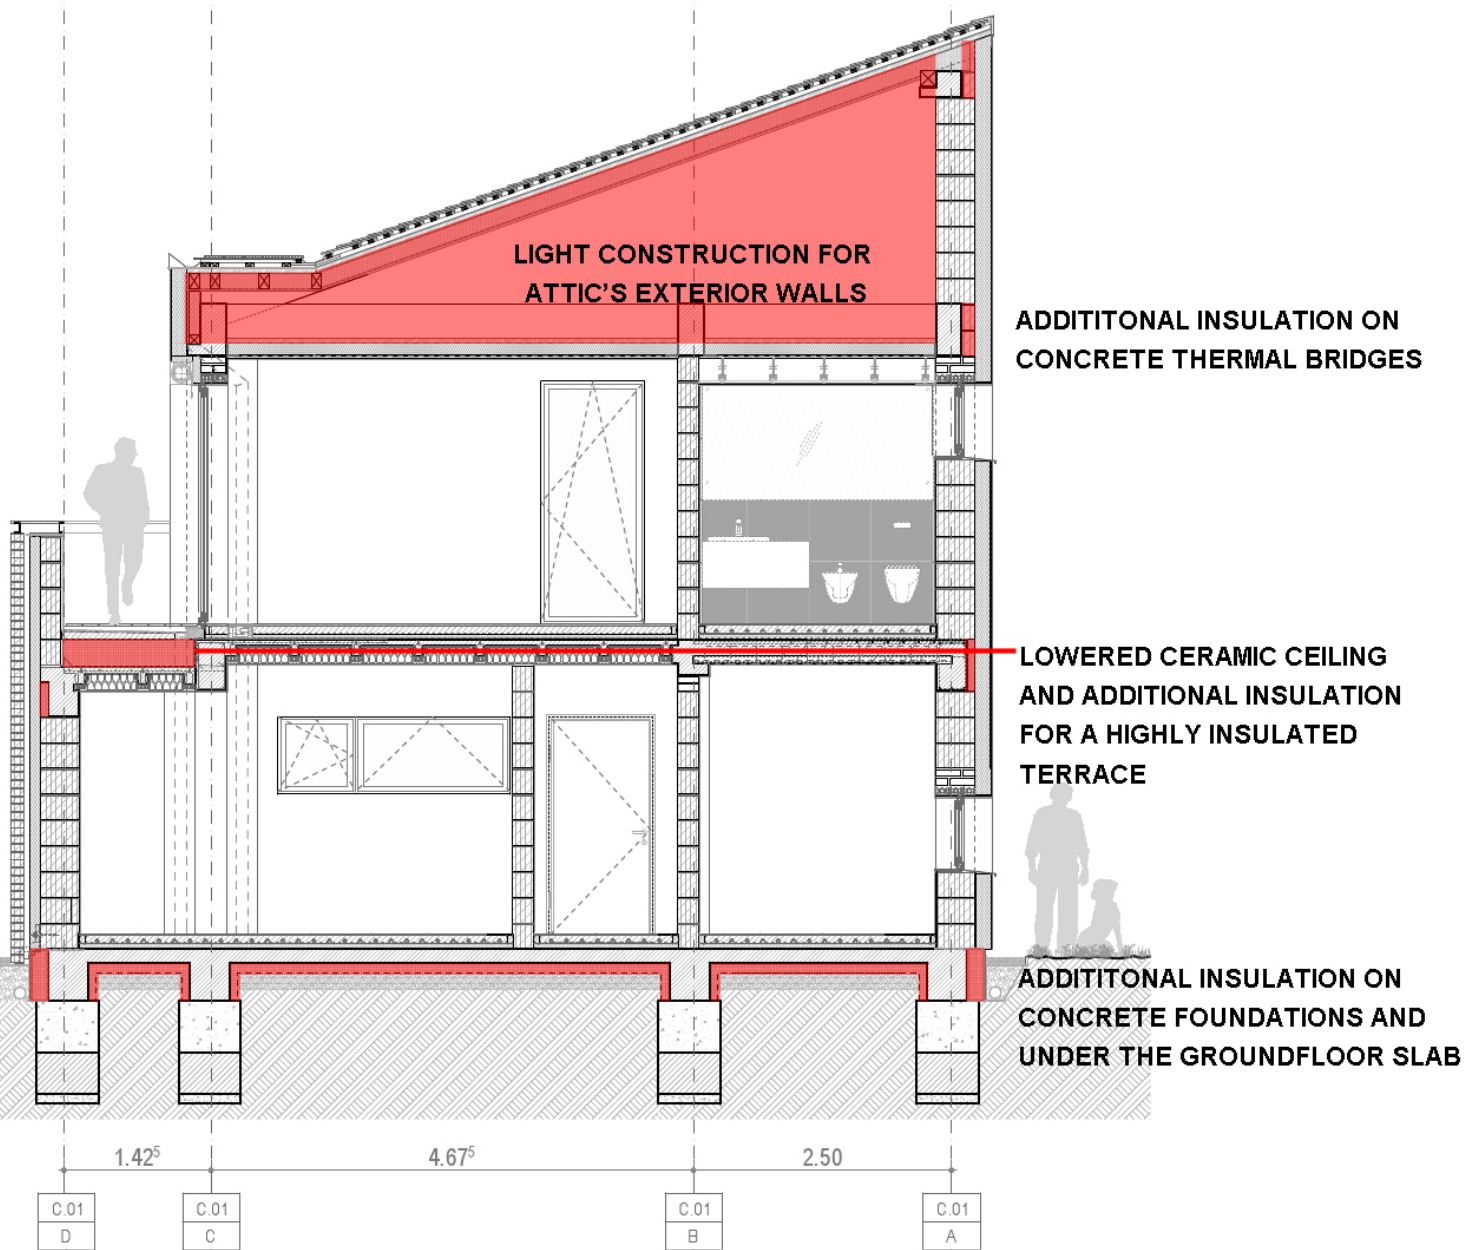 LIGHT CONSTRUCTION FOR
ATTIC’S EXTERIOR WALLS
ADDITITONAL INSULATION ON
CONCRETE THERMAL BRIDGES
LOWERED CERAMIC CEILING
AND ADDITIONAL INSULATION
FOR A HIGHLY INSULATED
TERRACE
ADDITITONAL INSULATION ON
CONCRETE FOUNDATIONS AND
UNDER THE GROUNDFLOOR SLAB
1.42⁵ 4.67⁵ 2.50
C.01 C.01 C.01 C.01
D C B A